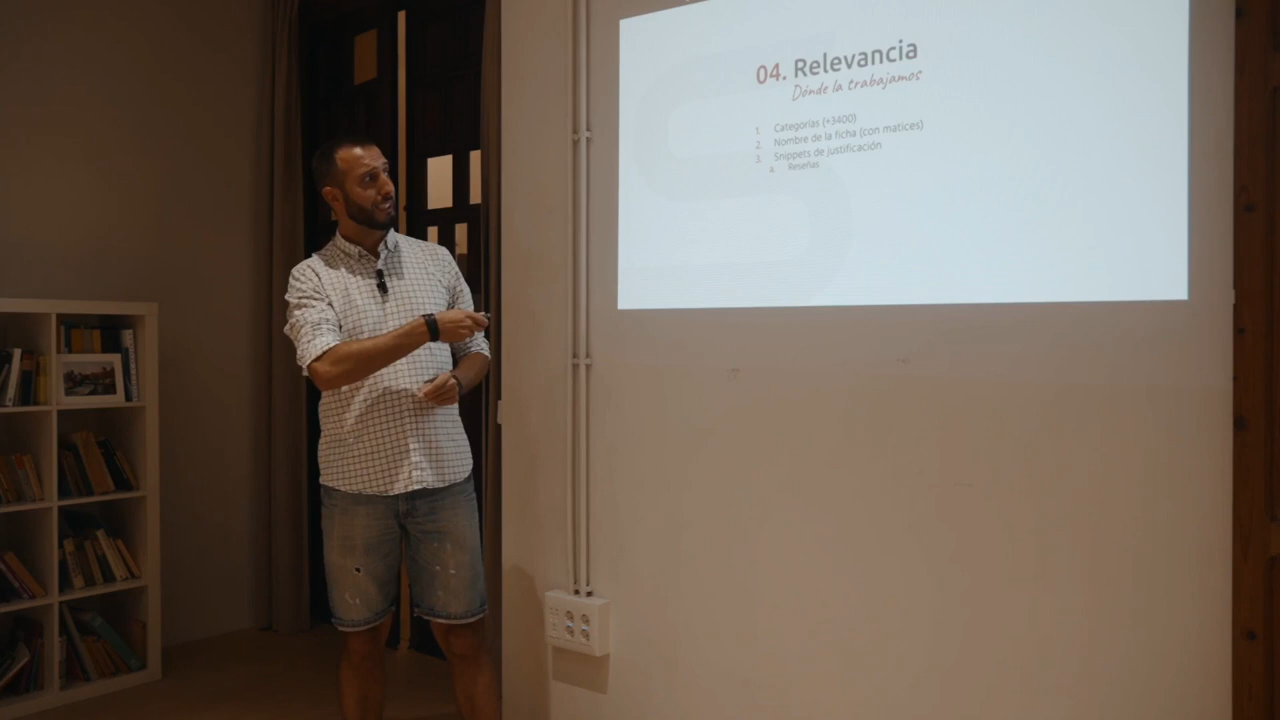 04. Relevancia
Dónde la trabajamos
1. Categorías (+3400)
2. Nombre de la ficha (con matices)
3. Snippets de justificación
a. Reseñas